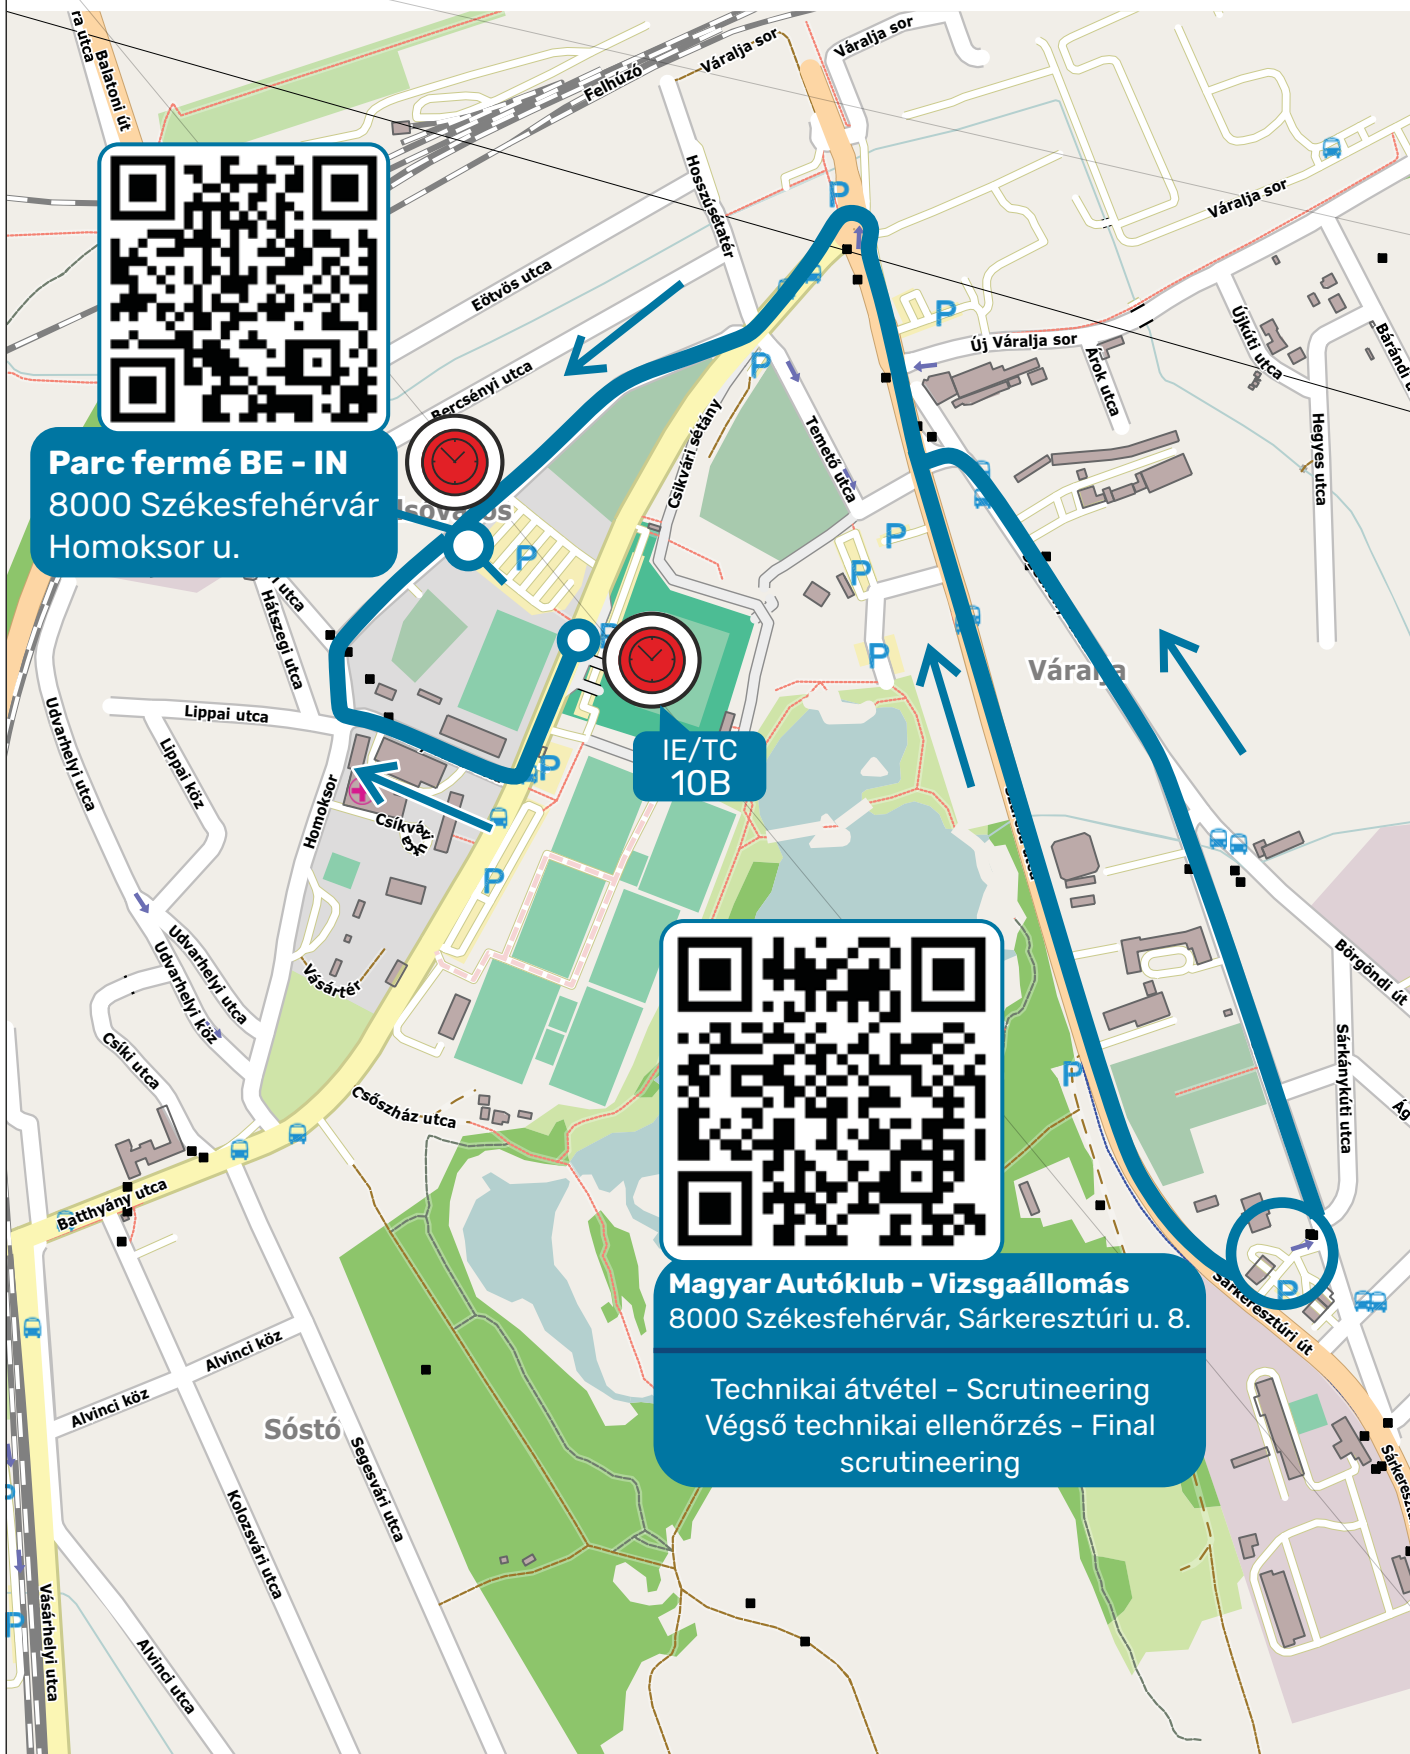 Balatoni út
Felhúzó
Váralja sor
Váralja sor
Hosszúsétatér
Váralja sor
Eötvös utca
Új Váralja sor
Újkúti utca
Árok utca
Bercsényi utca
Hegyes utca
Parc fermé BE - IN
8000 Székesfehérvár
Homoksor u.
Csikvári sétány
Temető utca
P
P
P
P
P
P
P
Hátszegi utca
Váralja
Lippai utca
Lippai köz
Udvarhelyi utca
IE/TC
10B
P
P
Homoksor
Csíkvári
Vásártér
Udvarhelyi utca
Udvarhelyi köz
Börgöndi út
Sárkánykúti utca
P
Csíki utca
Csőszház utca
Batthyány utca
Magyar Autóklub - Vizsgaállomás
8000 Székesfehérvár, Sárkeresztúri u. 8.
Technikai átvétel - Scrutineering
Végső technikai ellenőrzés - Final
scrutineering
P
Sárkeresztúri út
Alvinci köz
Alvinci köz
Sóstó
Segesvári utca
Kolozsvári utca
Vásárhelyi utca
Alvinci utca
P